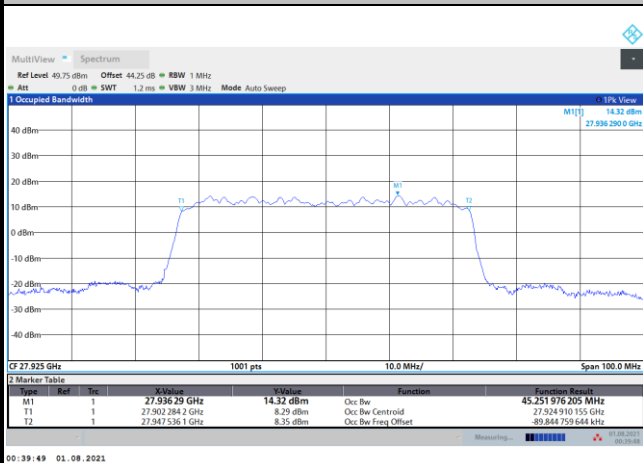 MultiView Spectrum
Ref Level 49.75 dBm Offset 44.25 dB RBW 1 MHz
Att 0 dB SWT 1.2 ms VBW 3 MHz Mode Auto Sweep
1 Occupied Bandwidth 1Pk View
M1[1] 14.32 dBm
27.936 290 0 GHz
40 dBm
30 dBm
20 dBm
M1
T1 T2
10 dBm
0 dBm
-10 dBm
-20 dBm
-30 dBm
-40 dBm
CF 27.925 GHz 1001 pts 10.0 MHz/ Span 100.0 MHz
2 Marker Table
Type Ref Trc X-Value Y-Value Function Function Result
M1 1 27.936 29 GHz 14.32 dBm Occ Bw 45.251 976 205 MHz
T1 1 27.902 284 2 GHz 8.29 dBm Occ Bw Centroid 27.924 910 155 GHz
T2 1 27.947 536 1 GHz 8.35 dBm Occ Bw Freq Offset -89.844 759 644 kHz
Measuring... 01.08.2021
00:39:49
00:39:49 01.08.2021